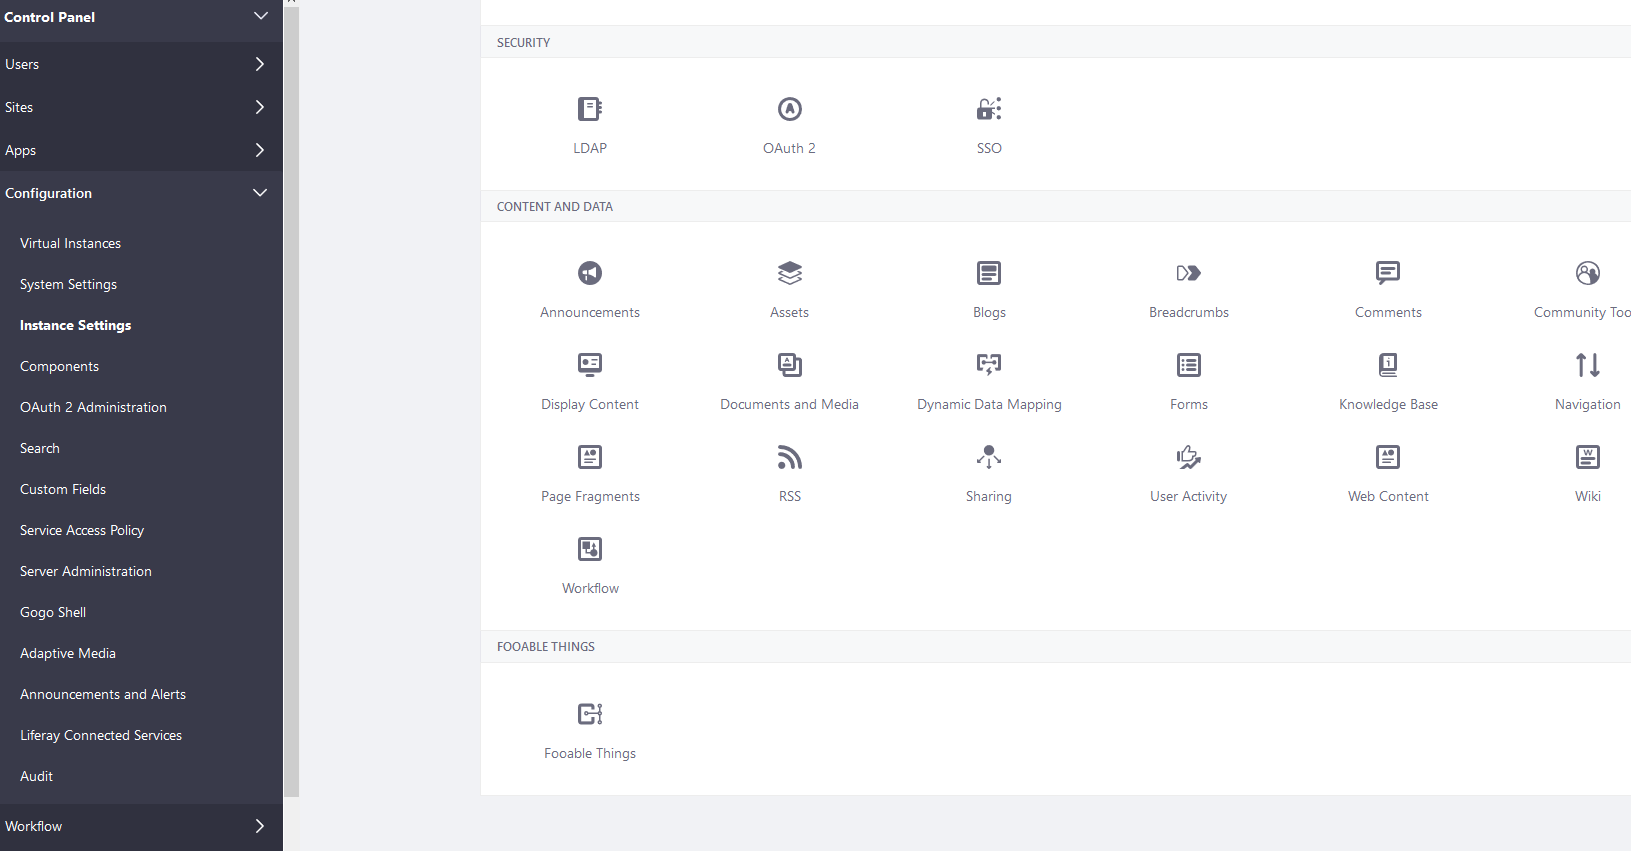 Control Panel
Users
Sites
Apps
Configuration
Virtual Instances
System Settings
Instance Settings
Components
OAuth 2 Administration
Search
Custom Fields
Service Access Policy
Server Administration
Gogo Shell
Adaptive Media
Announcements and Alerts
Liferay Connected Services
Audit
Workflow
SECURITY
LDAP OAuth 2 SSO
CONTENT AND DATA
Announcements Assets Blogs Breadcrumbs Comments Community Too
Display Content Documents and Media Dynamic Data Mapping Forms Knowledge Base Navigation
Page Fragments RSS Sharing User Activity Web Content Wiki
Workflow
FOOABLE THINGS
Fooable Things